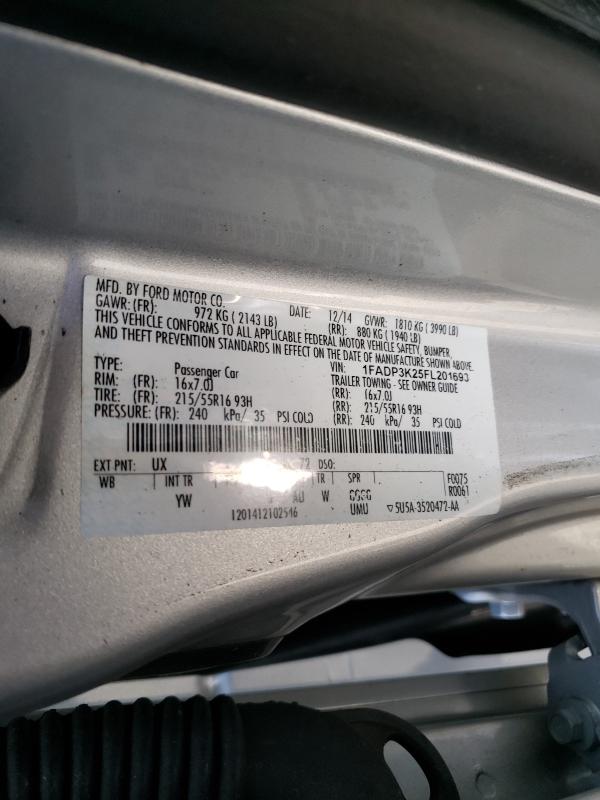 MFD. BY FORD MOTOR CO.
DATE: 12/14 GVWR: 1810 KG ( 3990 LB)
GAWR: (FR): 972 KG ( 2143 LB) (RR): 880 KG ( 1940 LB)
THIS VEHICLE CONFORMS TO ALL APPLICABLE FEDERAL MOTOR VEHICLE SAFETY, BUMPER,
AND THEFT PREVENTION STANDARDS IN EFFECT ON THE DATE OF MANUFACTURE SHOWN ABOVE.
VIN: 1FADP3K25FL201693
TYPE: Passenger Car TRAILER TOWING - SEE OWNER GUIDE
RIM: (FR): 16x7.0J (RR): 16x7.0J
TIRE: (FR): 215/55R16 93H (RR): 215/55R16 93H
PRESSURE: (FR): 240 kPa/ 35 PSI COLD (RR): 240 kPa/ 35 PSI COLD
EXT PNT: UX 72 DSO:
WB INT TR TR SPR F0075
R0061
YW AU W UMU
1201412102546 5U5A-3520472-AA